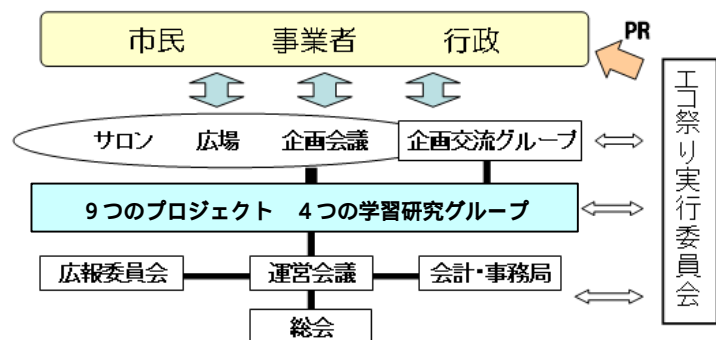 市民 事業者 行政
PR
サロン 広場 企画会議 企画交流グループ
9つのプロジェクト 4つの学習研究グループ
広報委員会 運営会議 会計・事務局
総会
エコ祭り実行委員会